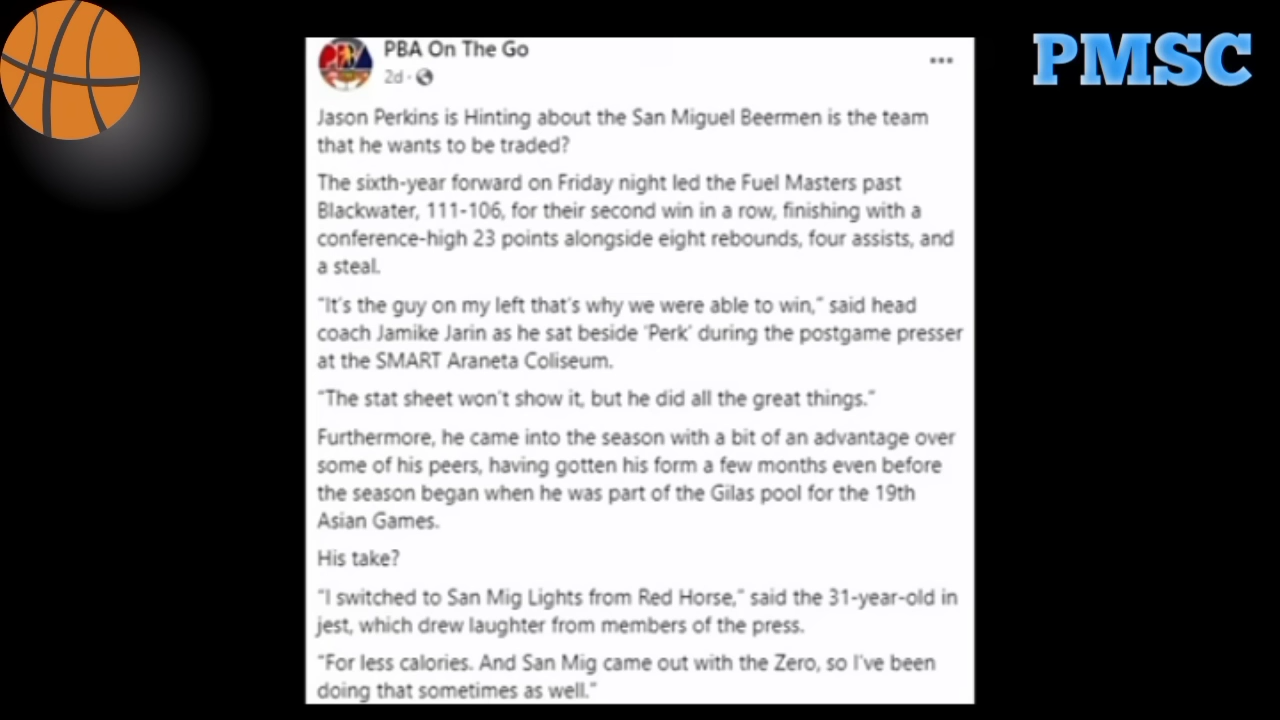 PBA On The Go
PMSC
2d ·
Jason Perkins is Hinting about the San Miguel Beermen is the team
that he wants to be traded?
The sixth-year forward on Friday night led the Fuel Masters past
Blackwater, 111-106, for their second win in a row, finishing with a
conference-high 23 points alongside eight rebounds, four assists, and
a steal.
“It’s the guy on my left that’s why we were able to win,” said head
coach Jamike Jarin as he sat beside ‘Perk’ during the postgame presser
at the SMART Araneta Coliseum.
“The stat sheet won’t show it, but he did all the great things.”
Furthermore, he came into the season with a bit of an advantage over
some of his peers, having gotten his form a few months even before
the season began when he was part of the Gilas pool for the 19th
Asian Games.
His take?
“I switched to San Mig Lights from Red Horse,” said the 31-year-old in
jest, which drew laughter from members of the press.
“For less calories. And San Mig came out with the Zero, so I’ve been
doing that sometimes as well.”